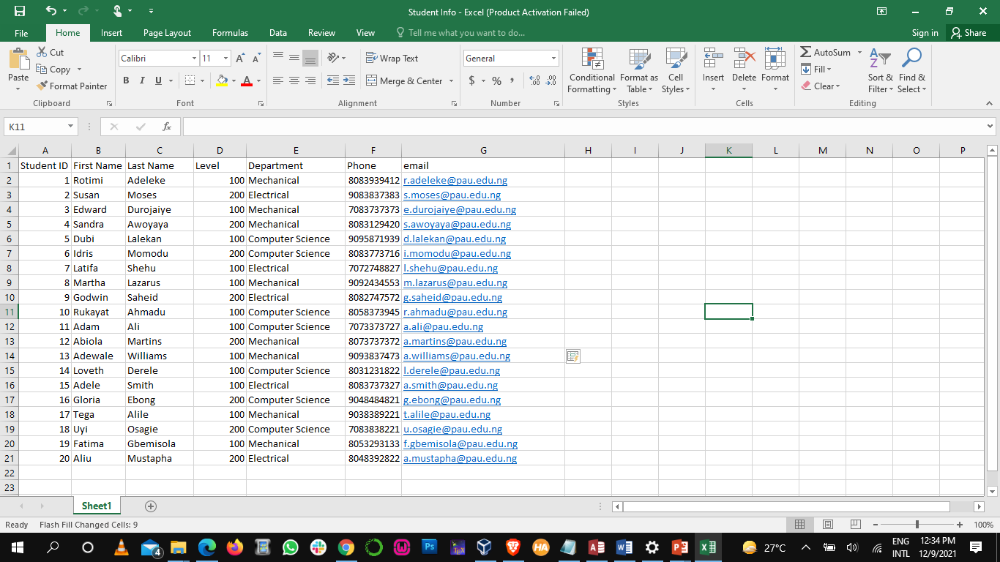 Student Info - Excel (Product Activation Failed)
File Home Insert Page Layout Formulas Data Review View Tell me what you want to do... Sign in Share
Cut
Copy
Format Painter
Paste
Calibri 11
B I U A
Wrap Text
Merge & Center
General
$ % ,
Conditional Formatting
Format as Table
Cell Styles
Insert Delete Format
AutoSum
Fill
Clear
Sort & Filter
Find & Select
Clipboard Font Alignment Number Styles Cells Editing
K11 fx
A B C D E F G H I J K L M N O P
1 Student ID First Name Last Name Level Department Phone email
2 1 Rotimi Adeleke 100 Mechanical 8083939412 r.adeleke@pau.edu.ng
3 2 Susan Moses 200 Electrical 9083837383 s.moses@pau.edu.ng
4 3 Edward Durojaiye 100 Mechanical 7083737373 e.durojaiye@pau.edu.ng
5 4 Sandra Awoyaya 200 Mechanical 8083129420 s.awoyaya@pau.edu.ng
6 5 Dubi Lalekan 100 Computer Science 9095871939 d.lalekan@pau.edu.ng
7 6 Idris Momodu 200 Computer Science 8083773716 i.momodu@pau.edu.ng
8 7 Latifa Shehu 100 Electrical 7072748827 l.shehu@pau.edu.ng
9 8 Martha Lazarus 100 Mechanical 9092434553 m.lazarus@pau.edu.ng
10 9 Godwin Saheid 200 Electrical 8082747572 g.saheid@pau.edu.ng
11 10 Rukayat Ahmadu 100 Computer Science 8058373945 r.ahmadu@pau.edu.ng
12 11 Adam Ali 100 Computer Science 7073373727 a.ali@pau.edu.ng
13 12 Abiola Martins 200 Mechanical 8073737372 a.martins@pau.edu.ng
14 13 Adewale Williams 100 Mechanical 9093837473 a.williams@pau.edu.ng
15 14 Loveth Derele 100 Computer Science 8031231822 l.derele@pau.edu.ng
16 15 Adele Smith 100 Electrical 8083737327 a.smith@pau.edu.ng
17 16 Gloria Ebong 200 Computer Science 9048484821 g.ebong@pau.edu.ng
18 17 Tega Alile 100 Mechanical 9038389221 t.alile@pau.edu.ng
19 18 Uyi Osagie 200 Computer Science 7083838221 u.osagie@pau.edu.ng
20 19 Fatima Gbemisola 100 Mechanical 8053293133 f.gbemisola@pau.edu.ng
21 20 Aliu Mustapha 200 Electrical 8048392822 a.mustapha@pau.edu.ng
22
23
Sheet1
Ready Flash Fill Changed Cells: 9 100%
4 Ps HA 27°C ENG 12:34 PM
INTL 12/9/2021